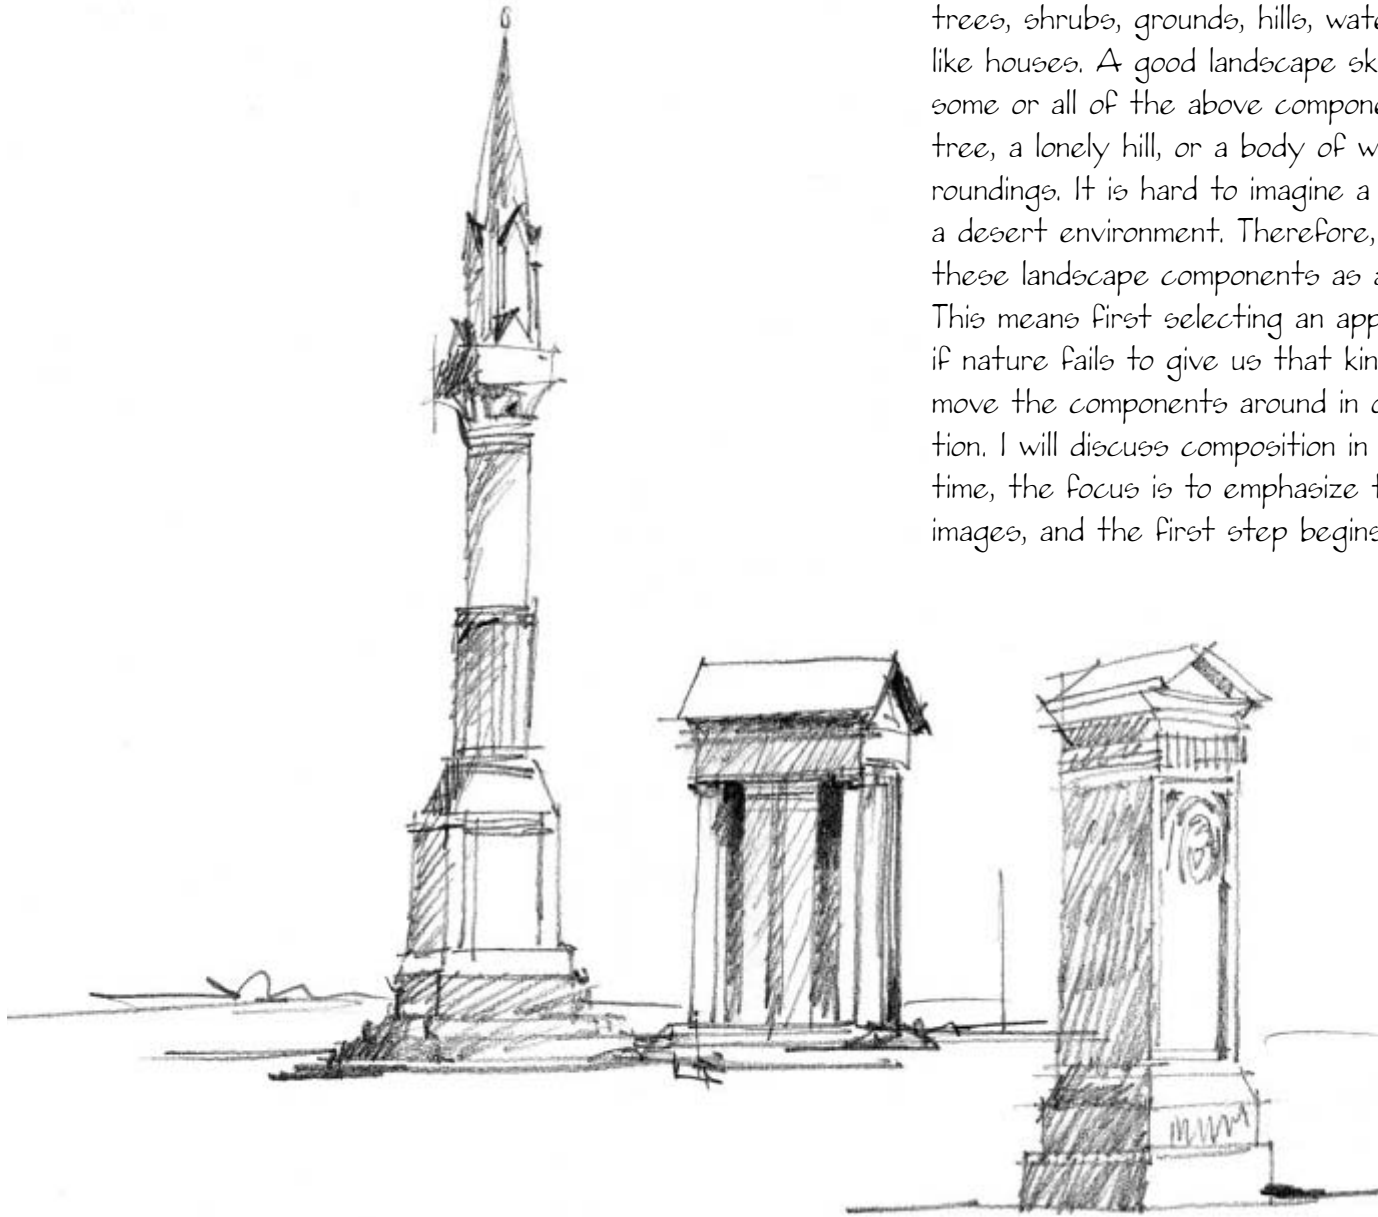 trees, shrubs, grounds, hills, wate
like houses. A good landscape sk
some or all of the above compone
tree, a lonely hill, or a body of w
roundings. It is hard to imagine a
a desert environment. Therefore,
these landscape components as a
This means first selecting an app
if nature fails to give us that kin
move the components around in o
tion. I will discuss composition in
time, the focus is to emphasize t
images, and the first step begins